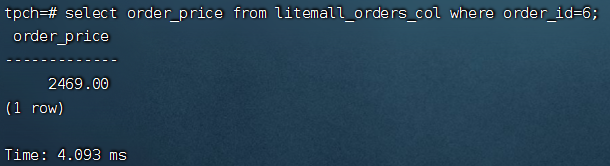 tpch=# select order_price from litemall_orders_col where order_id=6;
 order_price
-------------
     2469.00
(1 row)

Time: 4.093 ms